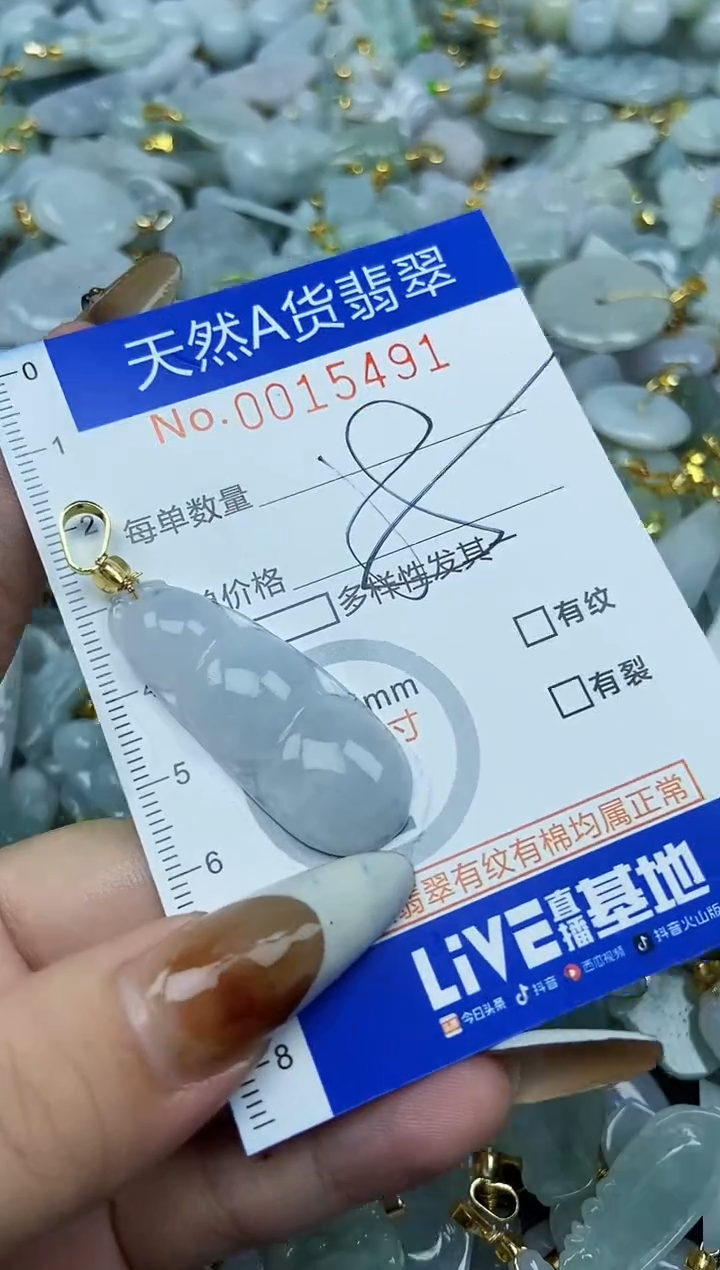 天然A货翡翠
No.0015491
0
1
2
每单数量
8
价格
多样性发其
有纹
4
mm
有裂
寸
5
翡翠有纹有棉均属正常
6
LiVE直播基地
今日头条 抖音 西瓜视频 抖音火山版
8